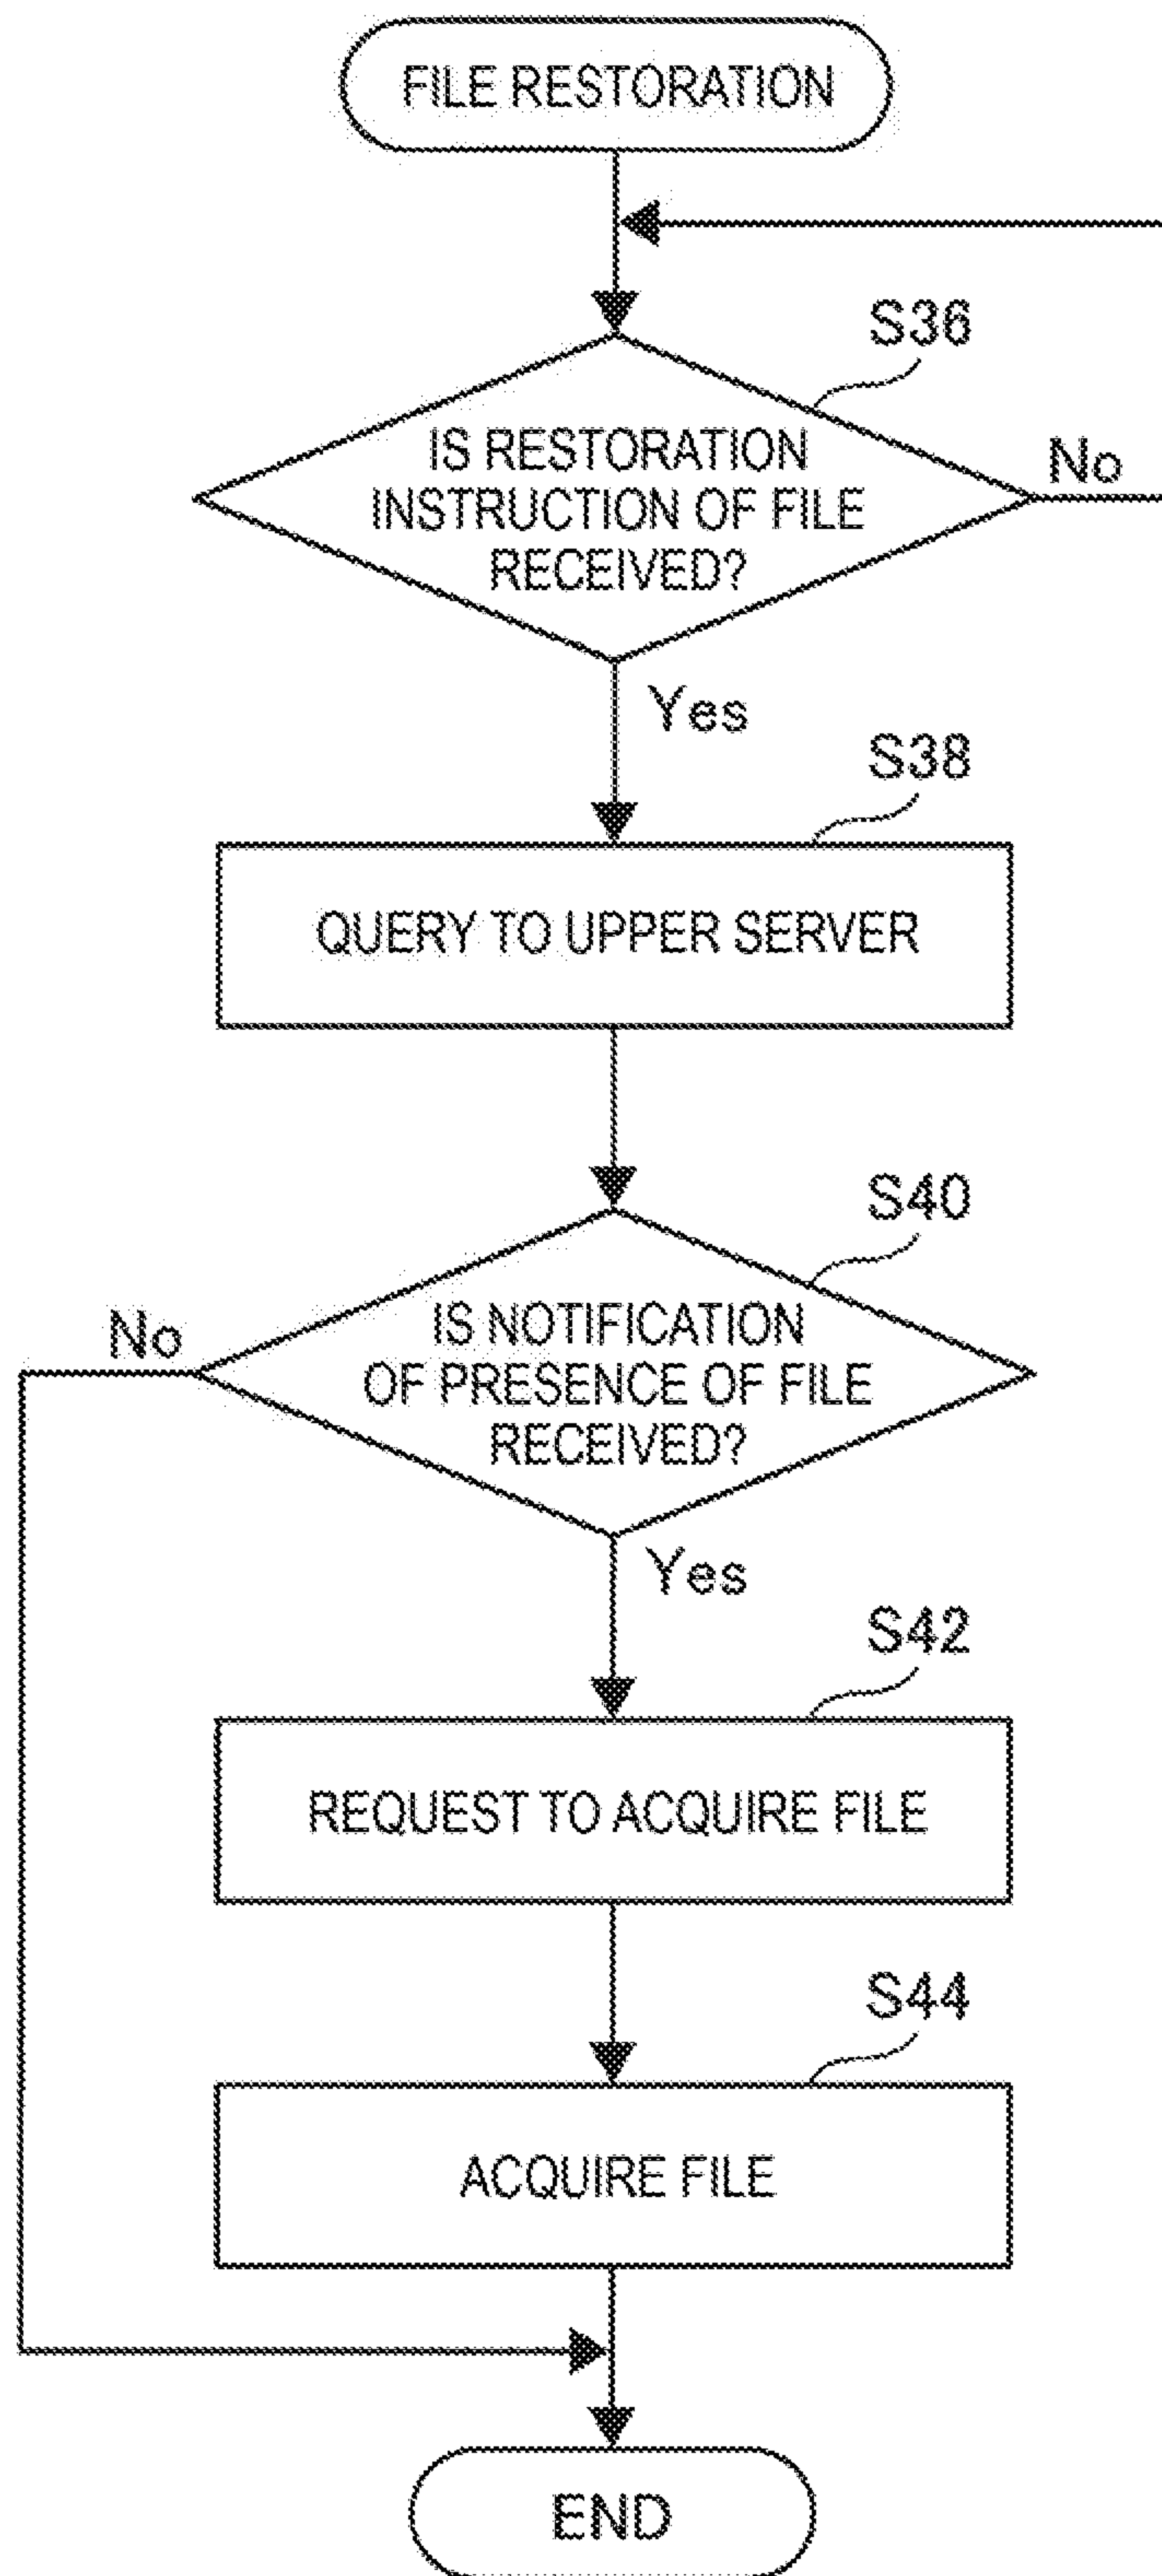 FILE RESTORATION
S36
IS RESTORATION
INSTRUCTION OF FILE
RECEIVED?
No
Yes
S38
QUERY TO UPPER SERVER
S40
IS NOTIFICATION
OF PRESENCE OF FILE
RECEIVED?
No
Yes
S42
REQUEST TO ACQUIRE FILE
S44
ACQUIRE FILE
END